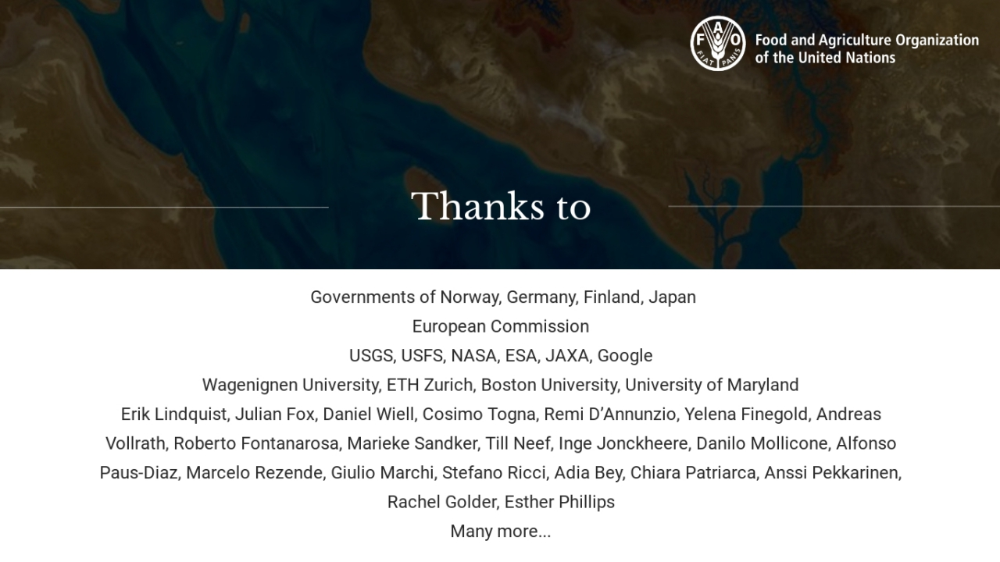 FAO
FIAT PANIS
Food and Agriculture Organization
of the United Nations
Thanks to
Governments of Norway, Germany, Finland, Japan
European Commission
USGS, USFS, NASA, ESA, JAXA, Google
Wagenignen University, ETH Zurich, Boston University, University of Maryland
Erik Lindquist, Julian Fox, Daniel Wiell, Cosimo Togna, Remi D’Annunzio, Yelena Finegold, Andreas
Vollrath, Roberto Fontanarosa, Marieke Sandker, Till Neef, Inge Jonckheere, Danilo Mollicone, Alfonso
Paus-Diaz, Marcelo Rezende, Giulio Marchi, Stefano Ricci, Adia Bey, Chiara Patriarca, Anssi Pekkarinen,
Rachel Golder, Esther Phillips
Many more...